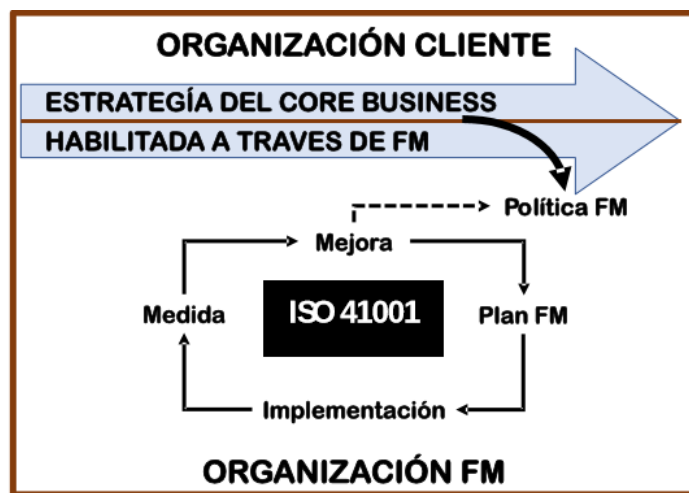 ORGANIZACIÓN CLIENTE
ESTRATEGÍA DEL CORE BUSINESS
HABILITADA A TRAVES DE FM
Política FM
Mejora
Medida
ISO 41001
Plan FM
Implementación
ORGANIZACIÓN FM